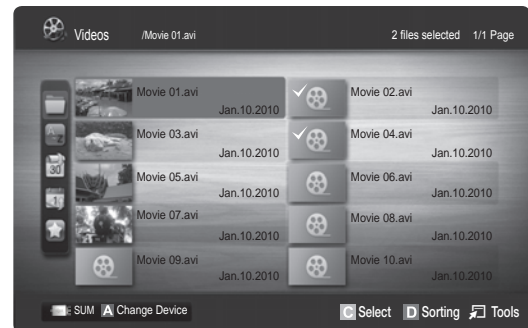 Videos /Movie 01.avi 2 files selected 1/1 Page
Movie 01.avi
Jan.10.2010
Movie 02.avi
Jan.10.2010
Movie 03.avi
Jan.10.2010
Movie 04.avi
Jan.10.2010
Movie 05.avi
Jan.10.2010
Movie 06.avi
Jan.10.2010
Movie 07.avi
Jan.10.2010
Movie 08.avi
Jan.10.2010
Movie 09.avi
Jan.10.2010
Movie 10.avi
Jan.10.2010
30
1
SUM A Change Device C Select D Sorting Tools